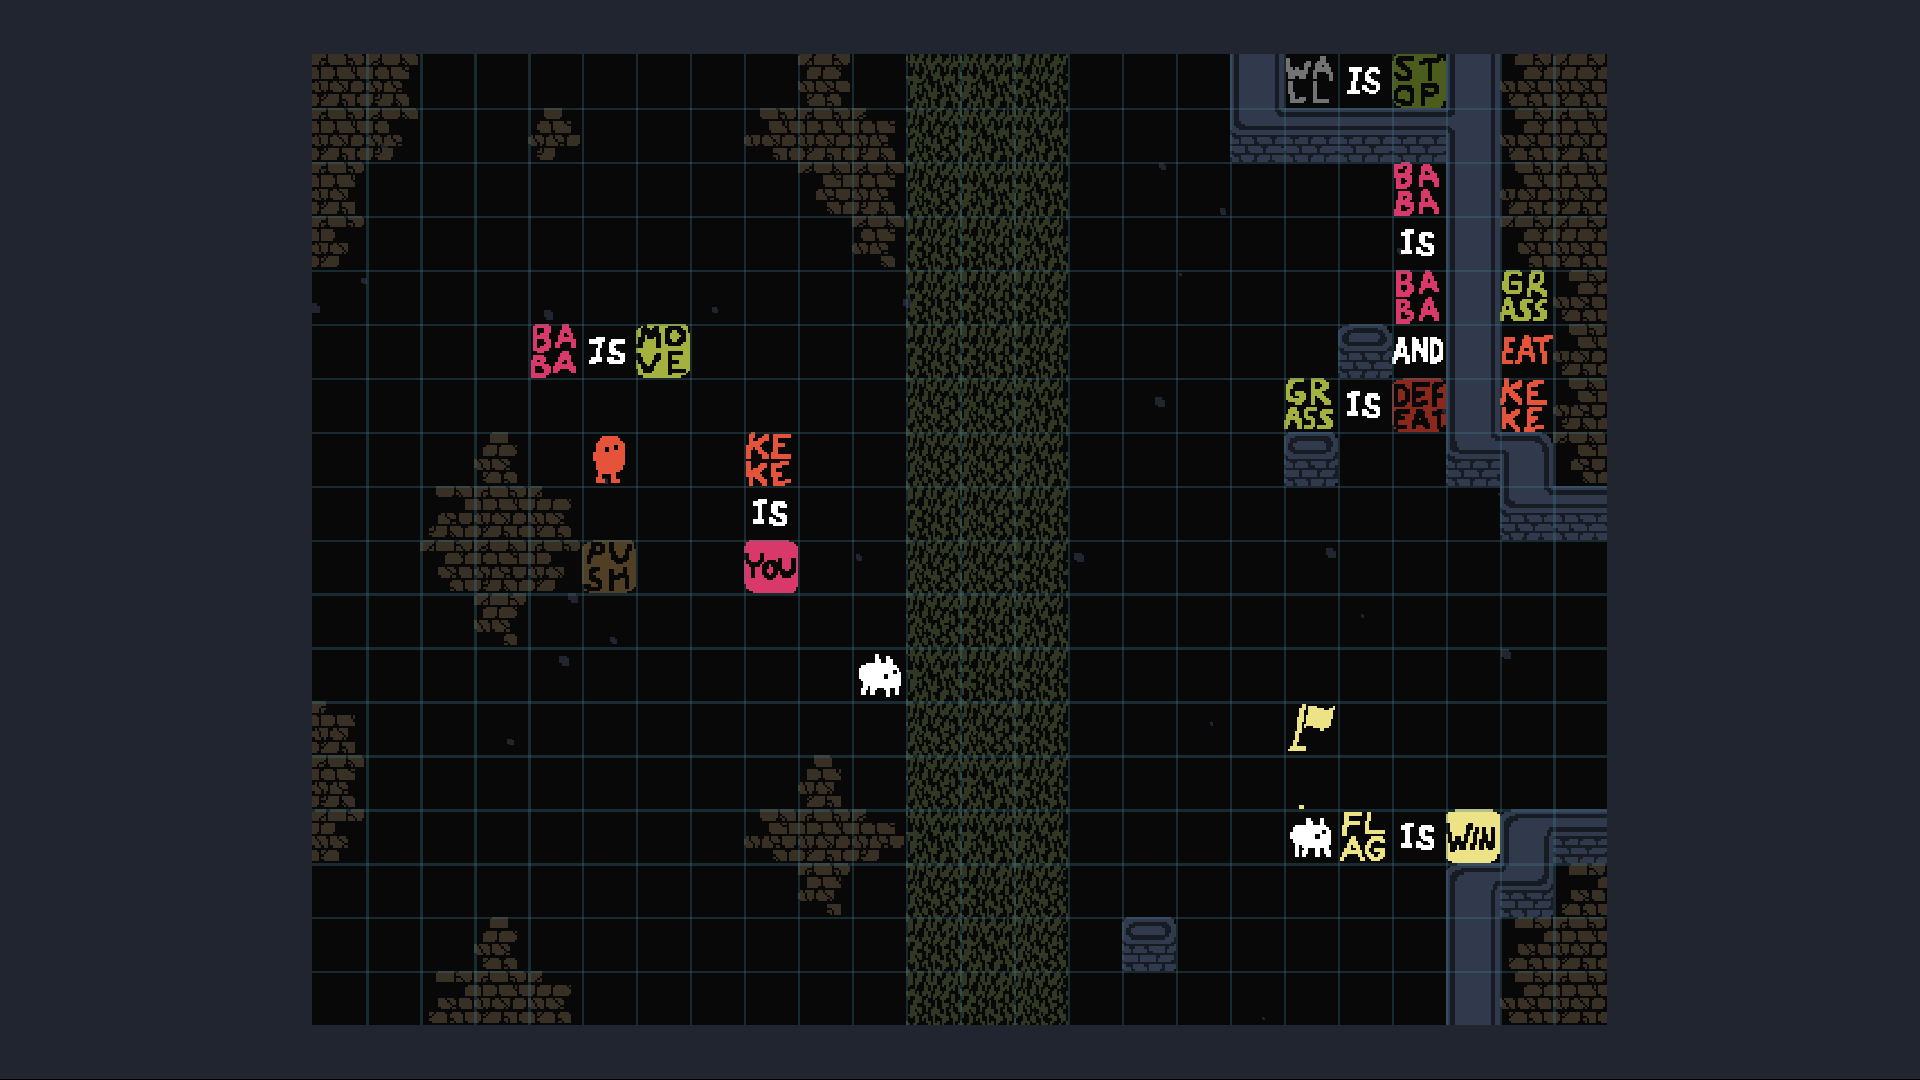 WALL IS STOP
BABA
IS
BABA
AND
DEFEAT
GRASS
EAT
KEKE
BABA IS MOVE
GRASS IS
KEKE
IS
YOU
PUSH
FLAG IS WIN